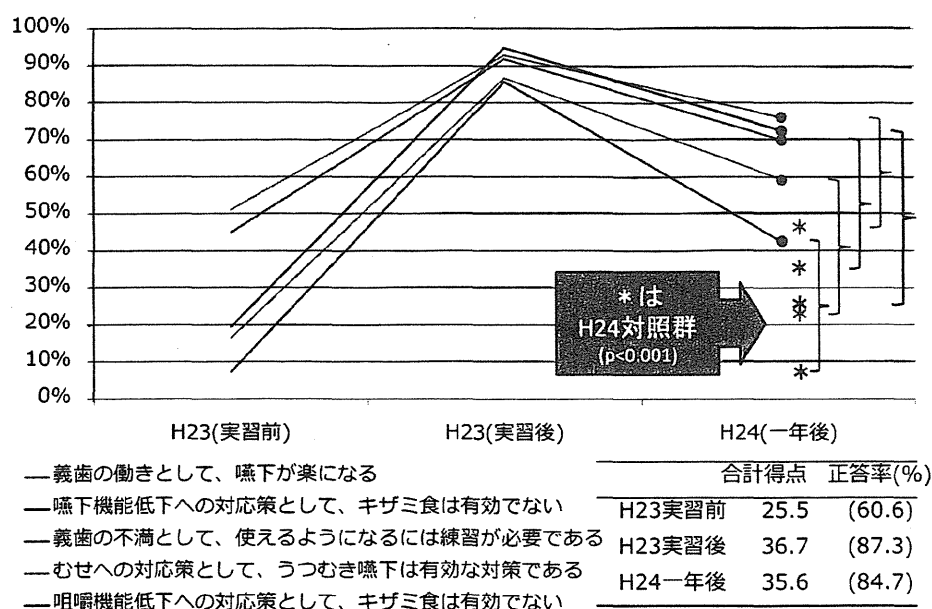 100%
90%
80%
70%
60%
50%
40%
30%
20%
10%
0%
*は
H24対照群
(p<0.001)
H23(実習前) H23(実習後) H24(一年後)
—義歯の働きとして、嚥下が楽になる
—嚥下機能低下への対応策として、キザミ食は有効でない
—義歯の不満として、使えるようになるには練習が必要である
—むせへの対応策として、うつむき嚥下は有効な対策である
—咀嚼機能低下への対応策として、キザミ食は有効でない
合計得点 正答率(%)
H23実習前 25.5 (60.6)
H23実習後 36.7 (87.3)
H24一年後 35.6 (84.7)